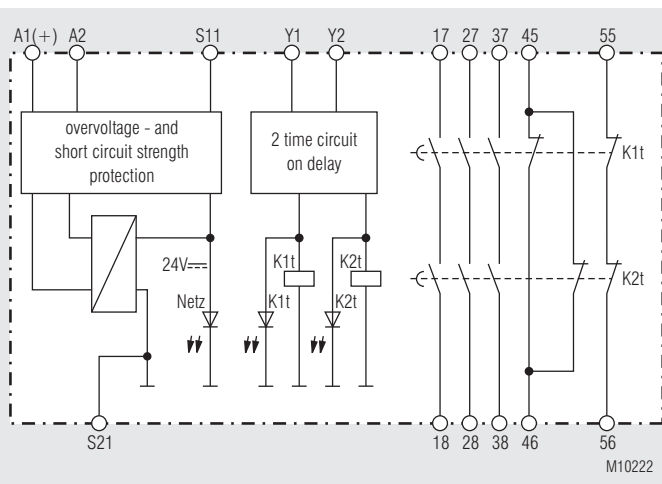 A1(+) A2 S11 Y1 Y2 17 27 37 45 55
overvoltage - and
short circuit strength
protection
2 time circuit
on delay
K1t
24V
K1t K2t
K2t
Netz K1t K2t
S21 18 28 38 46 56
M10222